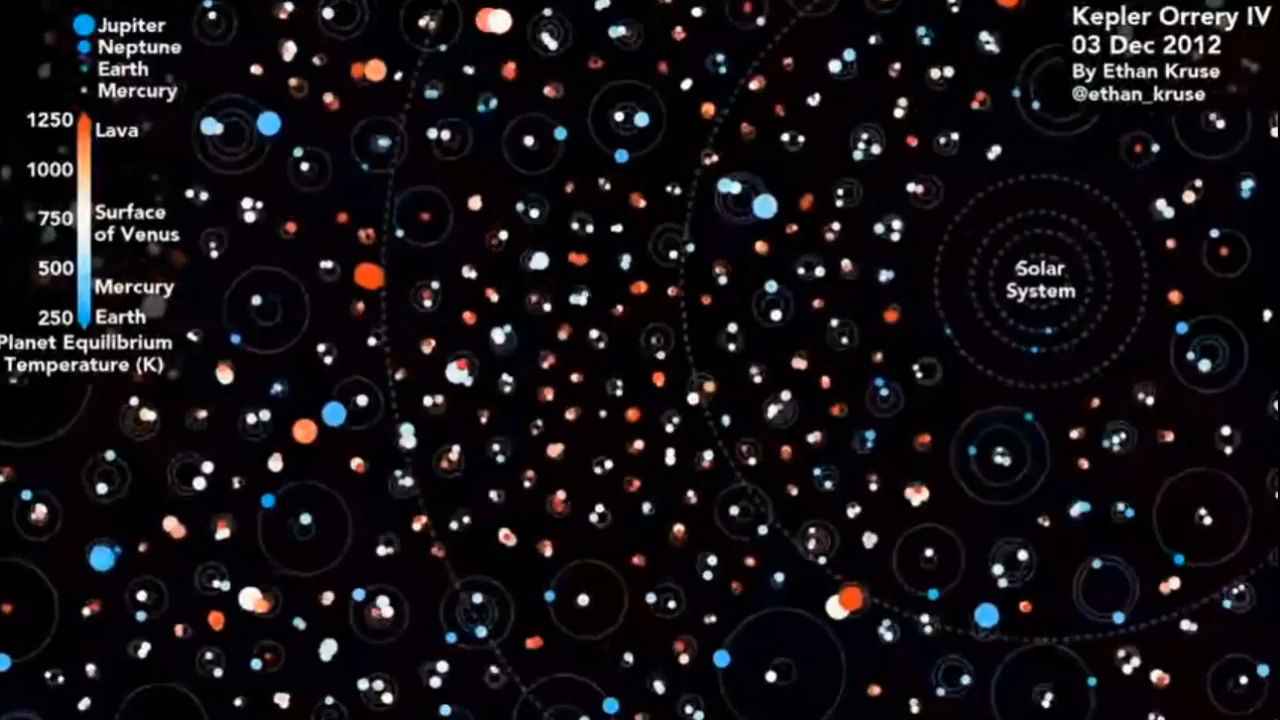 Jupiter
Neptune
Earth
Mercury
1250
Lava
1000
750
Surface
of Venus
500
Mercury
250
Earth
Planet Equilibrium
Temperature (K)
Kepler Orrery IV
03 Dec 2012
By Ethan Kruse
@ethan_kruse
Solar
System